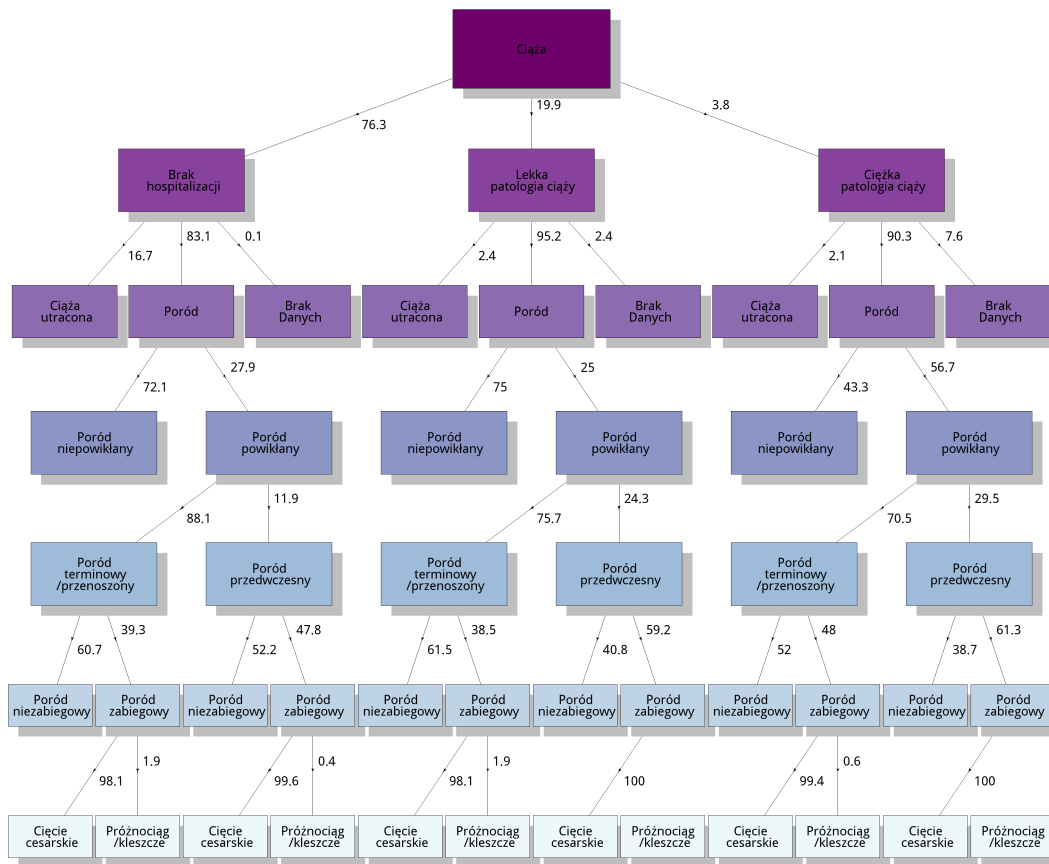 Ciąża
19.9
3.8
76.3
Brak
hospitalizacji
Lekka
patologia ciąży
Ciężka
patologia ciąży
83.1
0.1
95.2
2.4
90.3
7.6
16.7
2.4
2.1
Ciąża
utracona
Poród
Brak
Danych
Ciąża
utracona
Poród
Brak
Danych
Ciąża
utracona
Poród
Brak
Danych
27.9
25
56.7
72.1
75
43.3
Poród
niepowikłany
Poród
powikłany
Poród
niepowikłany
Poród
powikłany
Poród
niepowikłany
Poród
powikłany
11.9
24.3
29.5
88.1
75.7
70.5
Poród
terminowy
/przenoszony
Poród
przedwczesny
Poród
terminowy
/przenoszony
Poród
przedwczesny
Poród
terminowy
/przenoszony
Poród
przedwczesny
39.3
47.8
38.5
59.2
48
61.3
60.7
52.2
61.5
40.8
52
38.7
Poród
niezabiegowy
Poród
zabiegowy
Poród
niezabiegowy
Poród
zabiegowy
Poród
niezabiegowy
Poród
zabiegowy
Poród
niezabiegowy
Poród
zabiegowy
Poród
niezabiegowy
Poród
zabiegowy
Poród
niezabiegowy
Poród
zabiegowy
1.9
0.4
1.9
0.6
98.1
99.6
98.1
100
99.4
100
Cięcie
cesarskie
Próżnociąg
/kleszcze
Cięcie
cesarskie
Próżnociąg
/kleszcze
Cięcie
cesarskie
Próżnociąg
/kleszcze
Cięcie
cesarskie
Próżnociąg
/kleszcze
Cięcie
cesarskie
Próżnociąg
/kleszcze
Cięcie
cesarskie
Próżnociąg
/kleszcze